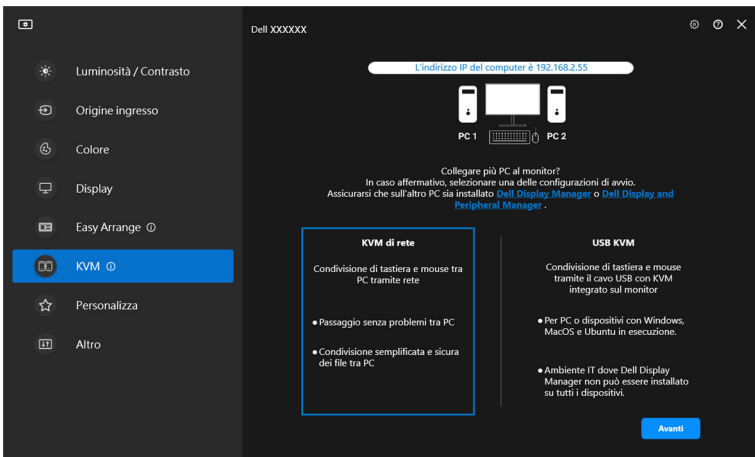 Dell XXXXXX
Luminosità / Contrasto
Origine ingresso
Colore
Display
Easy Arrange
KVM
Personalizza
Altro
L'indirizzo IP del computer è 192.168.2.55
PC 1
PC 2
Collegare più PC al monitor?
In caso affermativo, selezionare una delle configurazioni di avvio.
Assicurarsi che sull'altro PC sia installato Dell Display Manager o Dell Display and
Peripheral Manager .
KVM di rete
Condivisione di tastiera e mouse tra
PC tramite rete
● Passaggio senza problemi tra PC
● Condivisione semplificata e sicura
dei file tra PC
USB KVM
Condivisione di tastiera e mouse
tramite il cavo USB con KVM
integrato sul monitor
● Per PC o dispositivi con Windows,
MacOS e Ubuntu in esecuzione.
● Ambiente IT dove Dell Display
Manager non può essere installato
su tutti i dispositivi.
Avanti